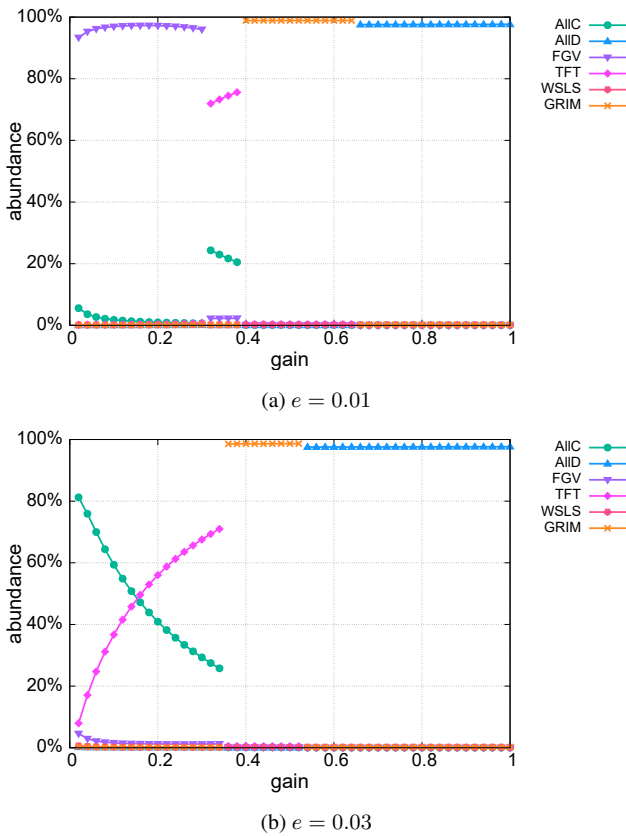 100%
80%
60%
40%
20%
0%
abundance
0 0.2 0.4 0.6 0.8 1
gain
AllC
AllD
FGV
TFT
WSLS
GRIM
(a) e = 0.01
100%
80%
60%
40%
20%
0%
abundance
0 0.2 0.4 0.6 0.8 1
gain
AllC
AllD
FGV
TFT
WSLS
GRIM
(b) e = 0.03